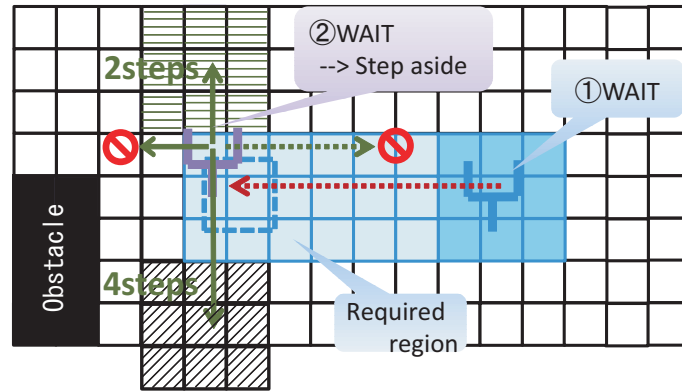 ②WAIT
--> Step aside
2steps
①WAIT
Obstacle
4steps
Required
region